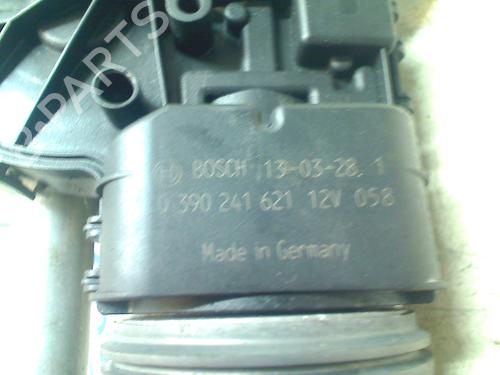 BOSCH 13-03-28. 1
0 390 241 621 12V 058
Made in Germany